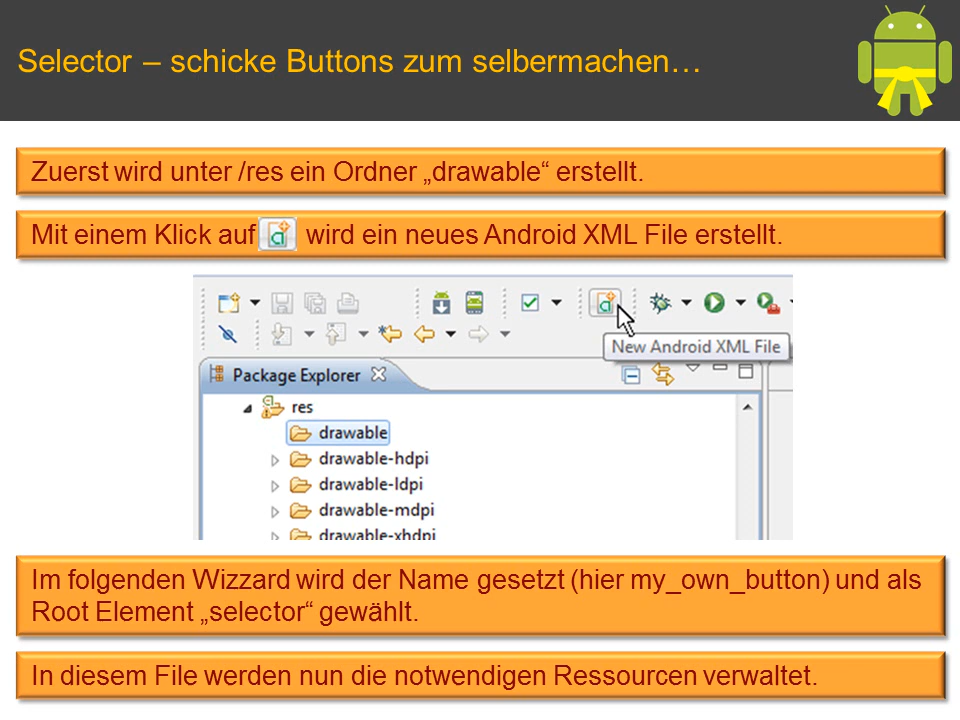 Selector – schicke Buttons zum selbermachen…
Zuerst wird unter /res ein Ordner „drawable“ erstellt.
Mit einem Klick auf wird ein neues Android XML File erstellt.
New Android XML File
Package Explorer
res
drawable
drawable-hdpi
drawable-ldpi
drawable-mdpi
drawable-xhdpi
Im folgenden Wizzard wird der Name gesetzt (hier my_own_button) und als
Root Element „selector“ gewählt.
In diesem File werden nun die notwendigen Ressourcen verwaltet.